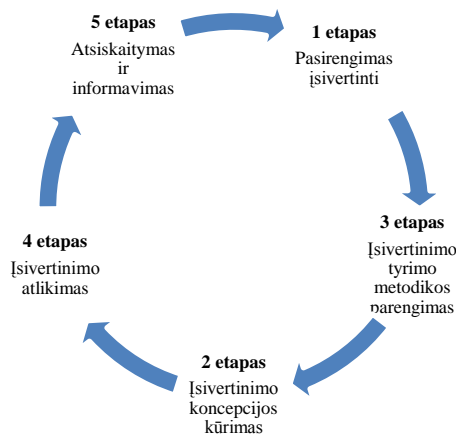 5 etapas
Atsiskaitymas
ir
informavimas
1 etapas
Pasirengimas
įsivertinti
3 etapas
Įsivertinimo
tyrimo
metodikos
parengimas
2 etapas
Įsivertinimo
koncepcijos
kūrimas
4 etapas
Įsivertinimo
atlikimas